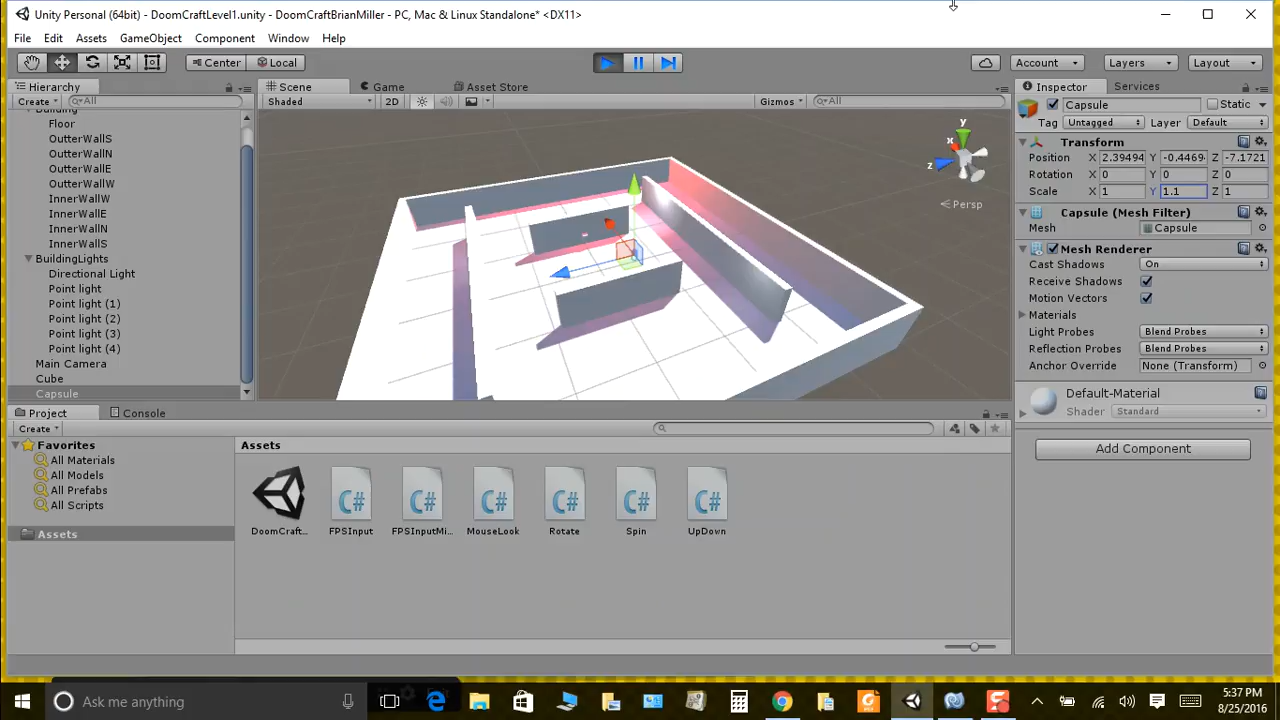 Unity Personal (64bit) - DoomCraftLevel1.unity - DoomCraftBrianMiller - PC, Mac & Linux Standalone* <DX11>
File Edit Assets GameObject Component Window Help
Center Local Account Layers Layout
Hierarchy
Create All
Building
Floor
OutterWallS
OutterWallN
OutterWallE
OutterWallW
InnerWallW
InnerWallE
InnerWallN
InnerWallS
BuildingLights
Directional Light
Point light
Point light (1)
Point light (2)
Point light (3)
Point light (4)
Main Camera
Cube
Capsule
Scene Game Asset Store
Shaded 2D Gizmos All
y
x
z
Persp
Inspector Services
Capsule Static
Tag Untagged Layer Default
Transform
Position X 2.39494 Y -0.4469 Z -7.1721
Rotation X 0 Y 0 Z 0
Scale X 1 Y 1.1 Z 1
Capsule (Mesh Filter)
Mesh Capsule
Mesh Renderer
Cast Shadows On
Receive Shadows
Motion Vectors
Materials
Light Probes Blend Probes
Reflection Probes Blend Probes
Anchor Override None (Transform)
Default-Material
Shader Standard
Add Component
Project Console
Create
Favorites
All Materials
All Models
All Prefabs
All Scripts
Assets
Assets
C# C# C# C# C# C#
DoomCraft... FPSInput FPSInputMi... MouseLook Rotate Spin UpDown
Ask me anything
5:37 PM
8/25/2016